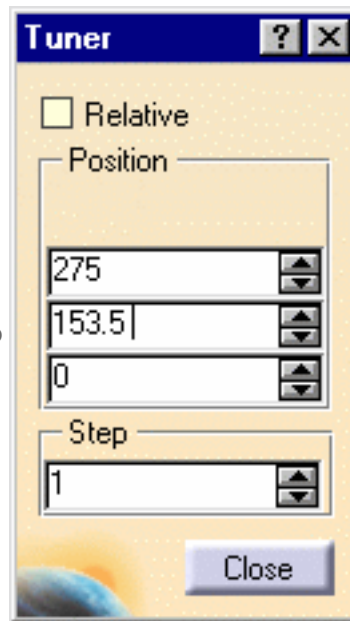 Tuner ? X
Relative
Position
275
153.5
0
Step
1
Close